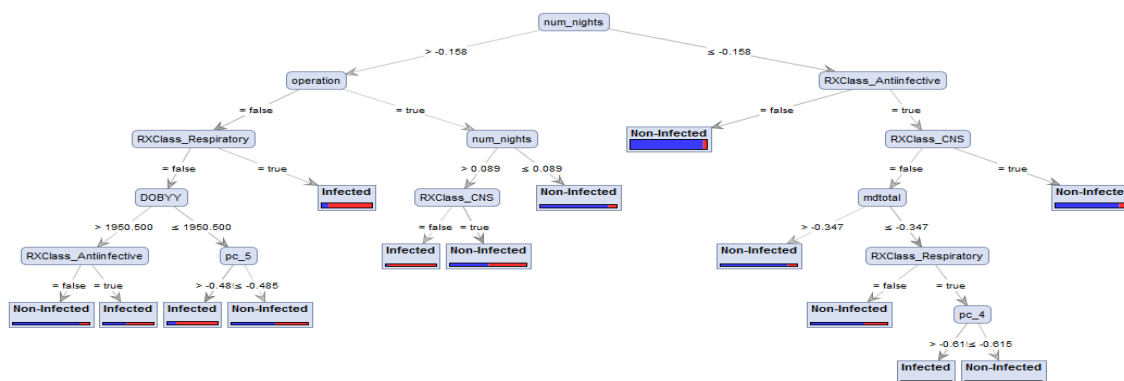 num_nights
> -0.158
≤ -0.158
operation
RXClass_Antiinfective
= false
= true
= false
= true
RXClass_Respiratory
num_nights
Non-Infected
RXClass_CNS
= false
= true
> 0.089
≤ 0.089
= false
= true
DOBYY
Infected
RXClass_CNS
Non-Infected
mdtotal
Non-Infected
> 1950.500
≤ 1950.500
= false
= true
> -0.347
≤ -0.347
RXClass_Antiinfective
pc_5
Infected
Non-Infected
Non-Infected
RXClass_Respiratory
= false
= true
> -0.485
≤ -0.485
= false
= true
Non-Infected
Infected
Infected
Non-Infected
Non-Infected
pc_4
> -0.615
≤ -0.615
Infected
Non-Infected